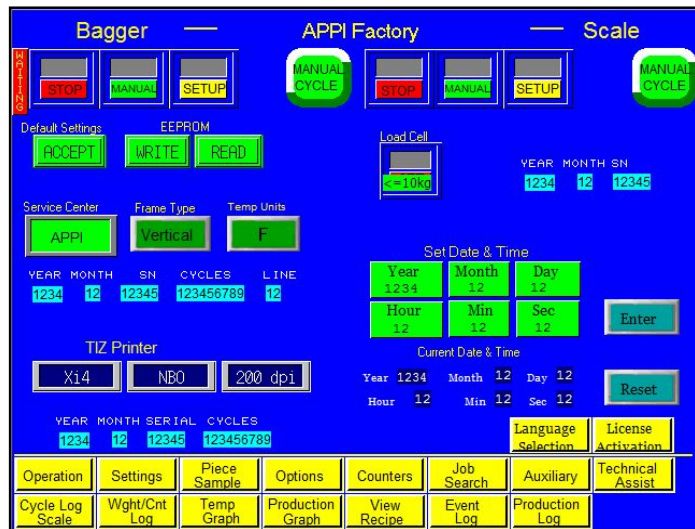 Bagger — APPI Factory — Scale
WAITING
STOP MANUAL SETUP MANUAL CYCLE STOP MANUAL SETUP MANUAL CYCLE
Default Settings EEPROM
ACCEPT WRITE READ
Load Cell
<=10kg
YEAR MONTH SN
1234 12 12345
Service Center Frame Type Temp Units
APPI Vertical F
YEAR MONTH SN CYCLES LINE
1234 12 12345 123456789 12
Set Date & Time
Year Month Day
1234 12 12
Hour Min Sec
12 12 12
Enter
TIZ Printer
Xi4 NBO 200 dpi
Current Date & Time
Year 1234 Month 12 Day 12
Hour 12 Min 12 Sec 12
Reset
YEAR MONTH SERIAL CYCLES
1234 12 12345 123456789
Language Selection License Activation
Operation Settings Piece Sample Options Counters Job Search Auxiliary Technical Assist
Cycle Log Scale Wght/Cnt Log Temp Graph Production Graph View Recipe Event Log Production Log